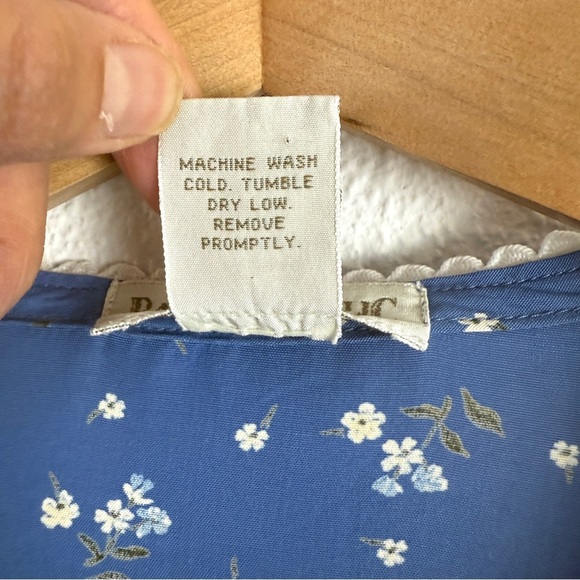 MACHINE WASH
COLD. TUMBLE
DRY LOW.
REMOVE
PROMPTLY.